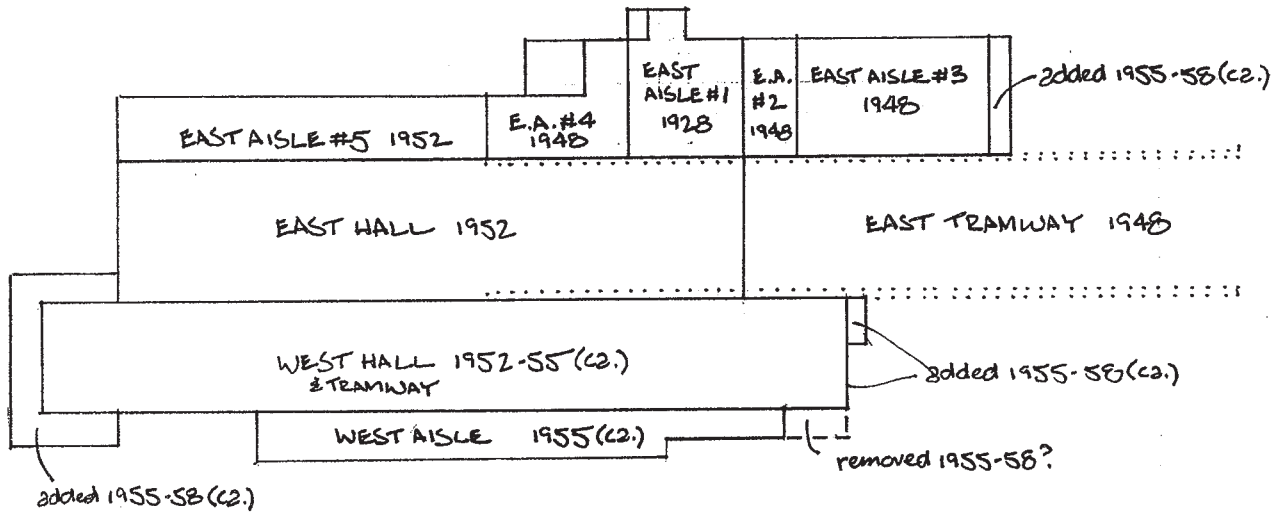 EAST
AISLE #1
1928
E.A.
#2
1948
EAST AISLE #3
1948
added 1955-58 (ca.)
EAST AISLE #5 1952
E.A. #4
1948
EAST HALL 1952
EAST TRAMWAY 1948
WEST HALL 1952-55 (ca.)
& TRAMWAY
added 1955-58 (ca.)
WEST AISLE 1955 (ca.)
removed 1955-58?
added 1955-58 (ca.)